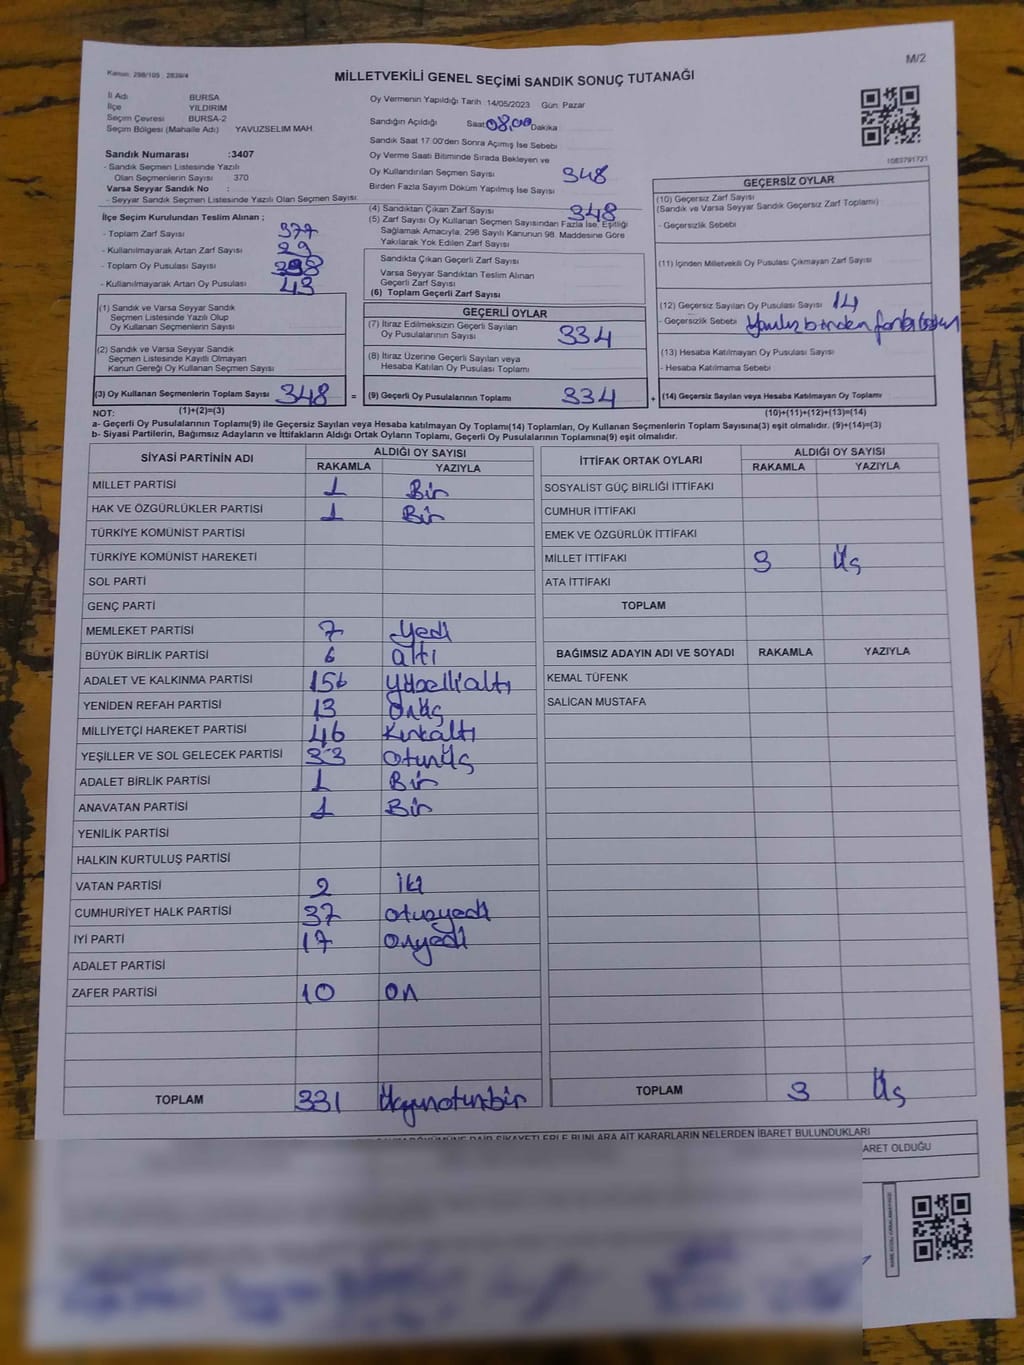 Kanun: 298/105 ; 2839/4
M/2
MİLLETVEKİLİ GENEL SEÇİMİ SANDIK SONUÇ TUTANAĞI
İl Adı BURSA
İlçe YILDIRIM
Seçim Çevresi BURSA-2
Seçim Bölgesi (Mahalle Adı) YAVUZSELIM MAH.
Sandık Numarası :3407
- Sandık Seçmen Listesinde Yazılı
Olan Seçmenlerin Sayısı 370
Varsa Seyyar Sandık No :
- Seyyar Sandık Seçmen Listesinde Yazılı Olan Seçmen Sayısı:
İlçe Seçim Kurulundan Teslim Alınan ;
- Toplam Zarf Sayısı 377
- Kullanılmayarak Artan Zarf Sayısı 29
- Toplam Oy Pusulası Sayısı
- Kullanılmayarak Artan Oy Pusulası 43
(1) Sandık ve Varsa Seyyar Sandık
Seçmen Listesinde Yazılı Olup
Oy Kullanan Seçmenlerin Sayısı
(2) Sandık ve Varsa Seyyar Sandık
Seçmen Listesinde Kayıtlı Olmayan
Kanun Gereği Oy Kullanan Seçmen Sayısı
(3) Oy Kullanan Seçmenlerin Toplam Sayısı 348 =
(1)+(2)=(3)
Oy Vermenin Yapıldığı Tarih :14/05/2023 Gün: Pazar
Sandığın Açıldığı Saat 08,00 Dakika
Sandık Saat 17:00'den Sonra Açımış İse Sebebi
Oy Verme Saati Bitiminde Sırada Bekleyen ve
Oy Kullandırılan Seçmen Sayısı 348
Birden Fazla Sayım Döküm Yapılmış İse Sayısı
(4) Sandıktan Çıkan Zarf Sayısı 348
(5) Zarf Sayısı Oy Kullanan Seçmen Sayısından Fazla İse, Eşitliği
Sağlamak Amacıyla, 298 Sayılı Kanunun 98. Maddesine Göre
Yakılarak Yok Edilen Zarf Sayısı
Sandıkta Çıkan Geçerli Zarf Sayısı
Varsa Seyyar Sandıktan Teslim Alınan
Geçerli Zarf Sayısı
(6) Toplam Geçerli Zarf Sayısı
GEÇERLİ OYLAR
(7) İtiraz Edilmeksizin Geçerli Sayılan
Oy Pusulalarının Sayısı 334
(8) İtiraz Üzerine Geçerli Sayılan veya
Hesaba Katılan Oy Pusulası Toplamı
(9) Geçerli Oy Pusulalarının Toplamı 334 +
1083791721
GEÇERSİZ OYLAR
(10) Geçersiz Zarf Sayısı
(Sandık ve Varsa Seyyar Sandık Geçersiz Zarf Toplamı)
- Geçersizlik Sebebi
(11) İçinden Milletvekili Oy Pusulası Çıkmayan Zarf Sayısı
(12) Geçersiz Sayılan Oy Pusulası Sayısı 14
- Geçersizlik Sebebi birden fazla
(13) Hesaba Katılmayan Oy Pusulası Sayısı
- Hesaba Katılmama Sebebi
(14) Geçersiz Sayılan veya Hesaba Katılmayan Oy Toplamı
(10)+(11)+(12)+(13)=(14)
NOT:
a- Geçerli Oy Pusulalarının Toplamı(9) ile Geçersiz Sayılan veya Hesaba katılmayan Oy Toplamı(14) Toplamları, Oy Kullanan Seçmenlerin Toplam Sayısına(3) eşit olmalıdır. (9)+(14)=(3)
b- Siyasi Partilerin, Bağımsız Adayların ve İttifakların Aldığı Ortak Oyların Toplamı, Geçerli Oy Pusulalarının Toplamına(9) eşit olmalıdır.
SİYASİ PARTİNİN ADI ALDIĞI OY SAYISI
RAKAMLA YAZIYLA
MİLLET PARTİSİ 1 Bir
HAK VE ÖZGÜRLÜKLER PARTİSİ 1 Bir
TÜRKİYE KOMÜNİST PARTİSİ
TÜRKİYE KOMÜNİST HAREKETİ
SOL PARTİ
GENÇ PARTİ
MEMLEKET PARTİSİ 7 Yedi
BÜYÜK BİRLİK PARTİSİ 6 altı
ADALET VE KALKINMA PARTİSİ 156 yüzelli altı
YENİDEN REFAH PARTİSİ 13 Onüç
MİLLİYETÇİ HAREKET PARTİSİ 46 Kırkaltı
YEŞİLLER VE SOL GELECEK PARTİSİ 33 Otuzüç
ADALET BİRLİK PARTİSİ 1 Bir
ANAVATAN PARTİSİ 1 Bir
YENİLİK PARTİSİ
HALKIN KURTULUŞ PARTİSİ
VATAN PARTİSİ 2 iki
CUMHURİYET HALK PARTİSİ 37 otuzyedi
İYİ PARTİ 17 onyedi
ADALET PARTİSİ
ZAFER PARTİSİ 10 on
TOPLAM 331 Üçyüzotuzbir
İTTİFAK ORTAK OYLARI ALDIĞI OY SAYISI
RAKAMLA YAZIYLA
SOSYALİST GÜÇ BİRLİĞİ İTTİFAKI
CUMHUR İTTİFAKI
EMEK VE ÖZGÜRLÜK İTTİFAKI
MİLLET İTTİFAKI 3 Üç
ATA İTTİFAKI
TOPLAM
BAĞIMSIZ ADAYIN ADI VE SOYADI RAKAMLA YAZIYLA
KEMAL TÜFENK
SALİCAN MUSTAFA
TOPLAM 3 Üç
DÖKÜMÜNE DAİR ŞİKAYETLERLE BUNLARA AİT KARARLARIN NELERDEN İBARET BULUNDUKLARI
ARET OLDUĞU